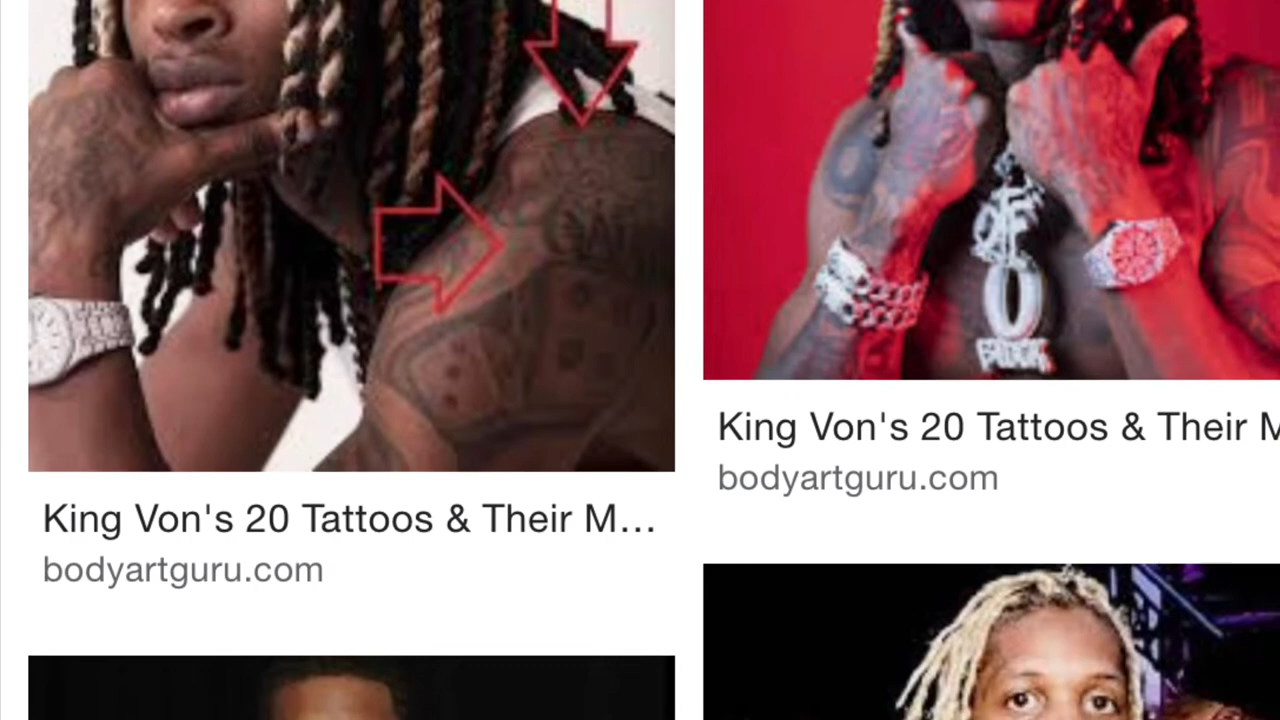 King Von's 20 Tattoos & Their M...
bodyartguru.com
King Von's 20 Tattoos & Their M
bodyartguru.com